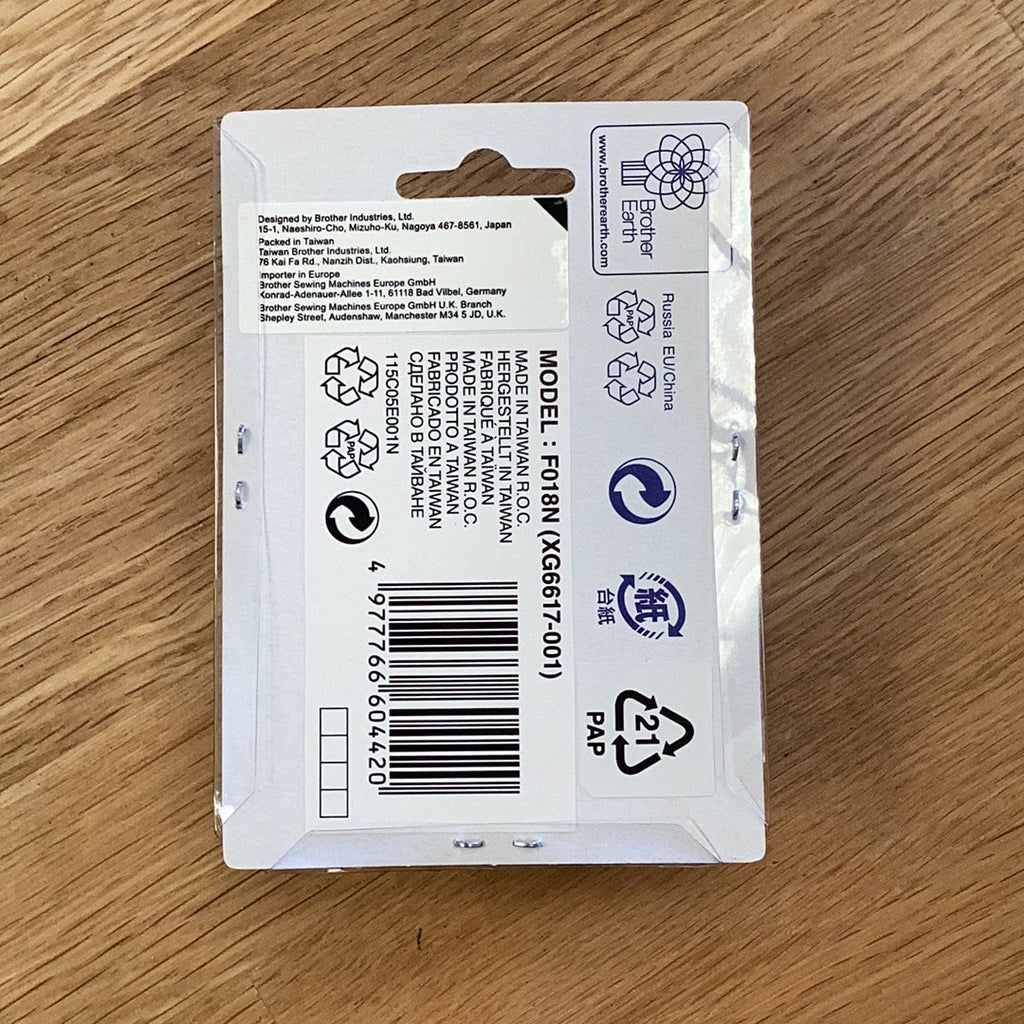 Designed by Brother Industries, Ltd.
15-1, Naeshiro-Cho, Mizuho-Ku, Nagoya 467-8561, Japan
Packed in Taiwan
Taiwan Brother Industries, Ltd.
76 Kai Fa Rd., Nanzih Dist., Kaohsiung, Taiwan
Importer in Europe
Brother Sewing Machines Europe GmbH
Konrad-Adenauer-Allee 1-11, 61118 Bad Vilbel, Germany
Brother Sewing Machines Europe GmbH U.K. Branch
Shepley Street, Audenshaw, Manchester M34 5 JD, U.K.
Brother
Earth
www.brotherearth.com
Russia EU/China
PAP
紙
台紙
21
PAP
MODEL : F018N (XG6617-001)
MADE IN TAIWAN R.O.C.
HERGESTELLT IN TAIWAN
FABRIQUÉ À TAÏWAN
MADE IN TAIWAN R.O.C.
PRODOTTO A TAIWAN
FABRICADO EN TAIWAN
СДЕЛАНО В ТАЙВАНЕ
115C05E001N
PAP
4 977766 604420